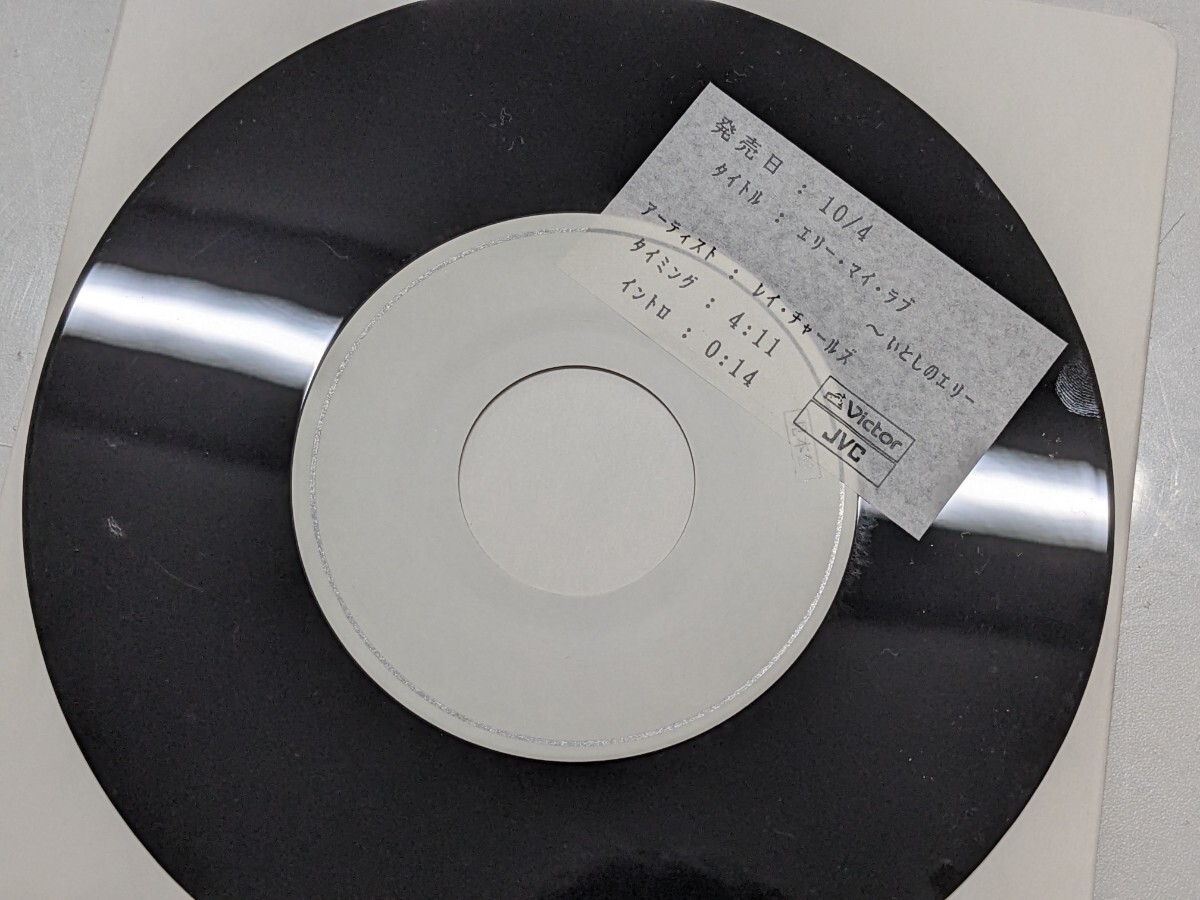 発売日 : 10/4
タイトル : エリー・マイ・ラブ
～いとしのエリー
アーティスト : レイ・チャールズ
タイミング : 4:11
イントロ : 0:14
Victor
JVC